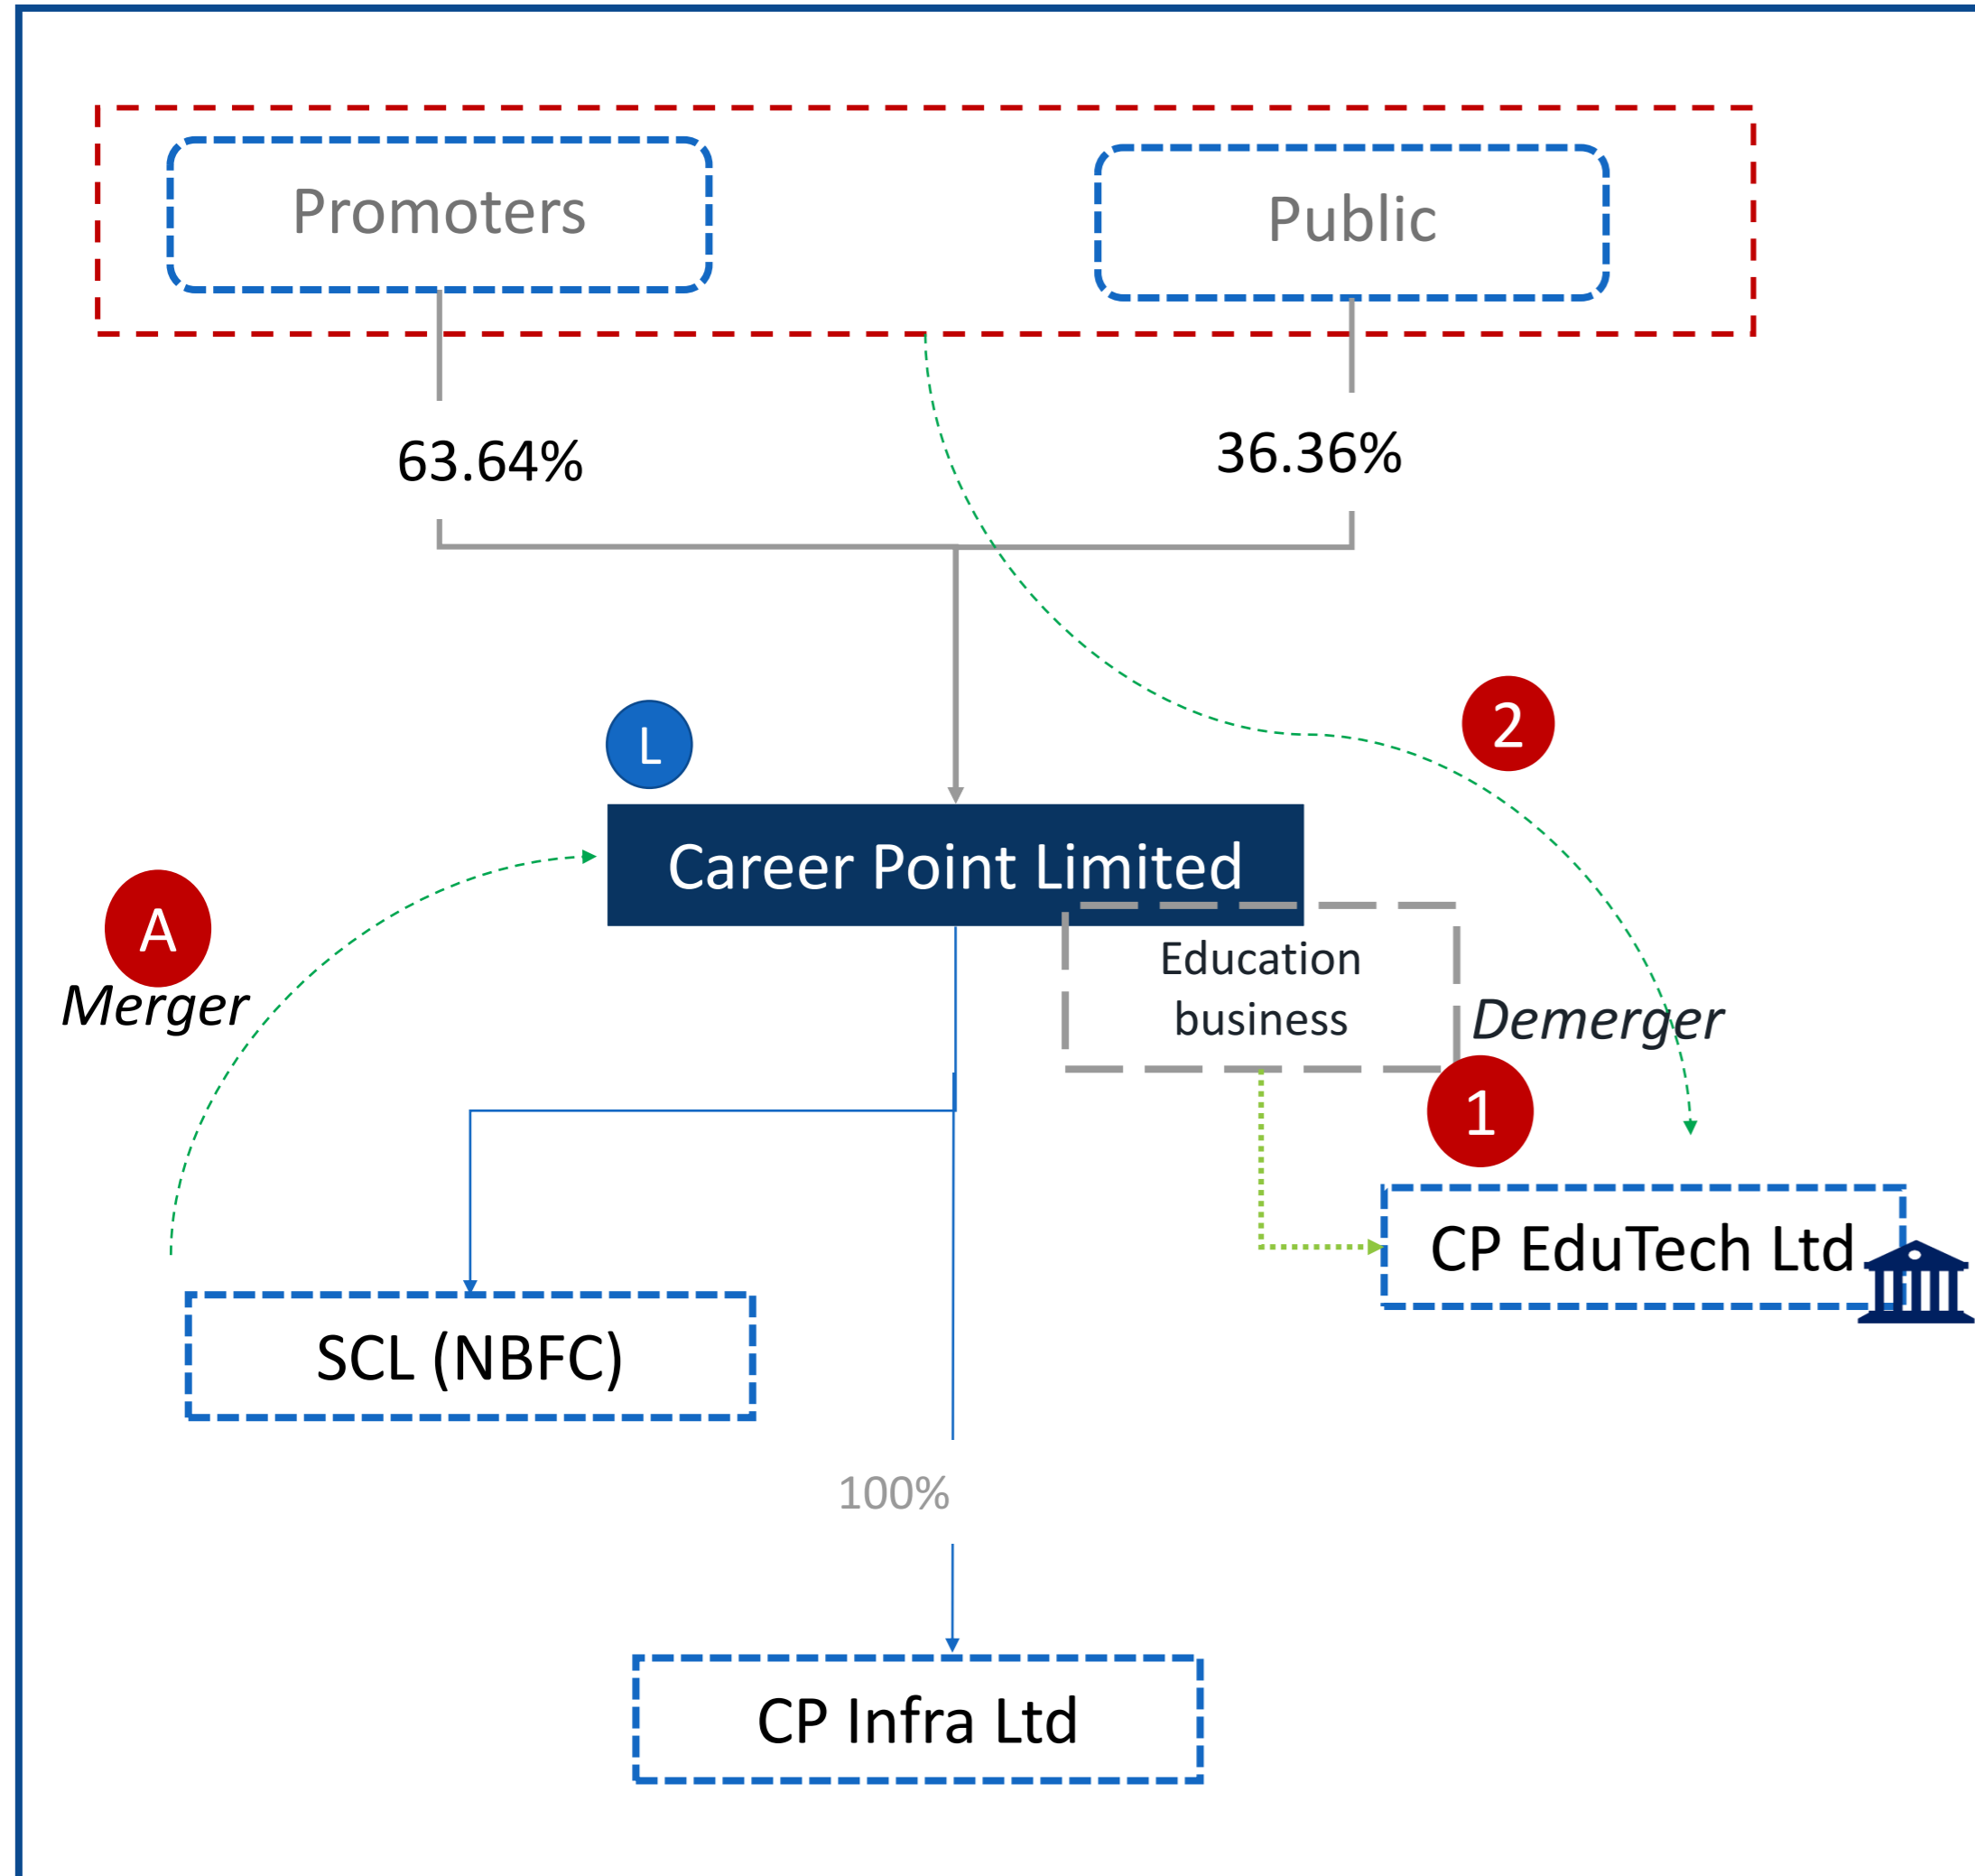 Promoters
Public
63.64%
36.36%
L
2
Career Point Limited
A
Merger
Education
business
Demerger
1
CP EduTech Ltd
SCL (NBFC)
100%
CP Infra Ltd